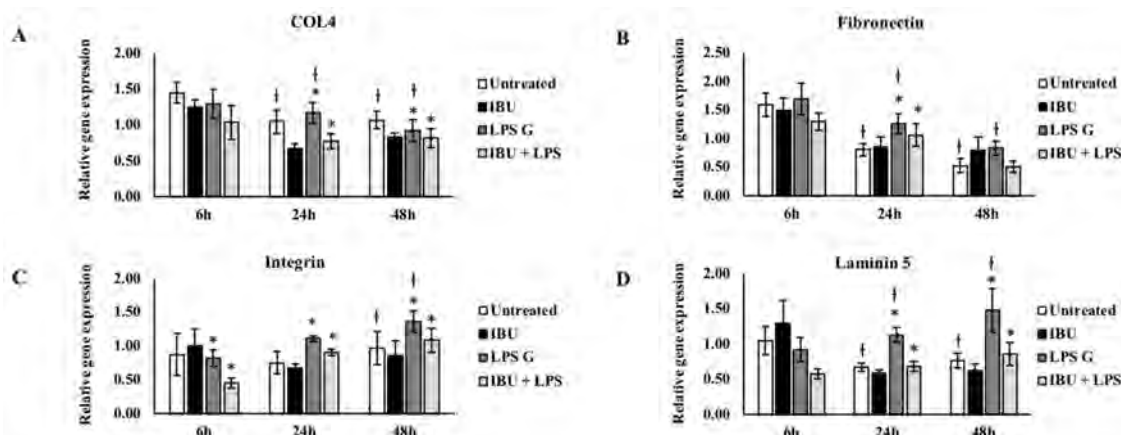 A
COL4
Relative gene expression
2.00
1.50
1.00
0.50
0.00
‡
*
‡
*
*
‡
‡
*
*
6h
24h
48h
Untreated
IBU
LPS G
IBU + LPS
B
Fibronectin
Relative gene expression
2.50
2.00
1.50
1.00
0.50
0.00
‡
‡
*
*
‡
‡
6h
24h
48h
Untreated
IBU
LPS G
IBU + LPS
C
Integrin
Relative gene expression
2.00
1.50
1.00
0.50
0.00
*
*
*
*
‡
‡
*
*
6h
24h
48h
Untreated
IBU
LPS G
IBU + LPS
D
Laminin 5
Relative gene expression
2.00
1.50
1.00
0.50
0.00
‡
‡
*
*
‡
‡
*
*
6h
24h
48h
Untreated
IBU
LPS G
IBU + LPS